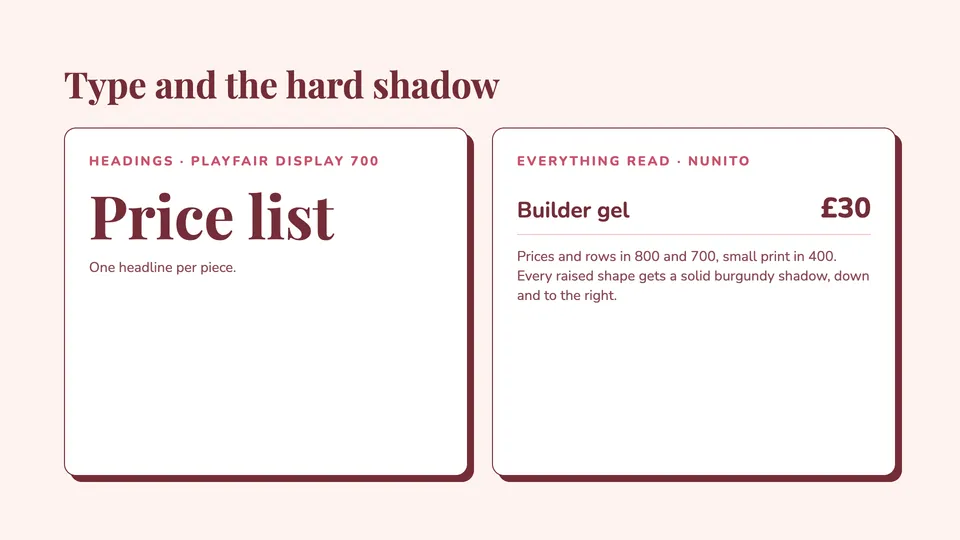 Type and the hard shadow
HEADINGS · PLAYFAIR DISPLAY 700
Price list
One headline per piece.
EVERYTHING READ · NUNITO
Builder gel £30
Prices and rows in 800 and 700, small print in 400.
Every raised shape gets a solid burgundy shadow, down
and to the right.